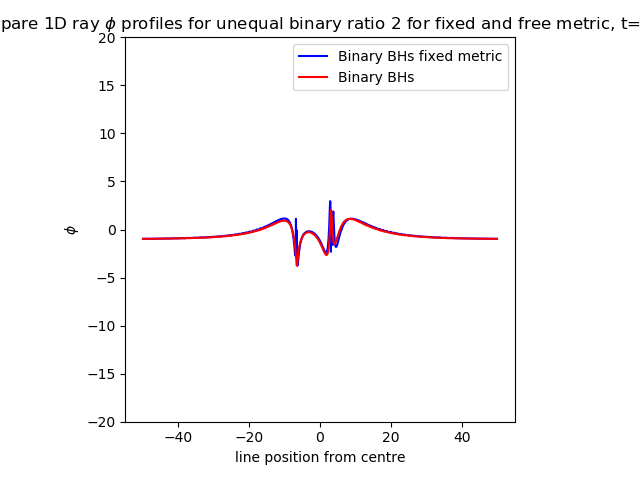 pare 1D ray ϕ profiles for unequal binary ratio 2 for fixed and free metric, t=
Binary BHs fixed metric
Binary BHs
20
15
10
5
0
−5
−10
−15
−20
ϕ
−40 −20 0 20 40
line position from centre